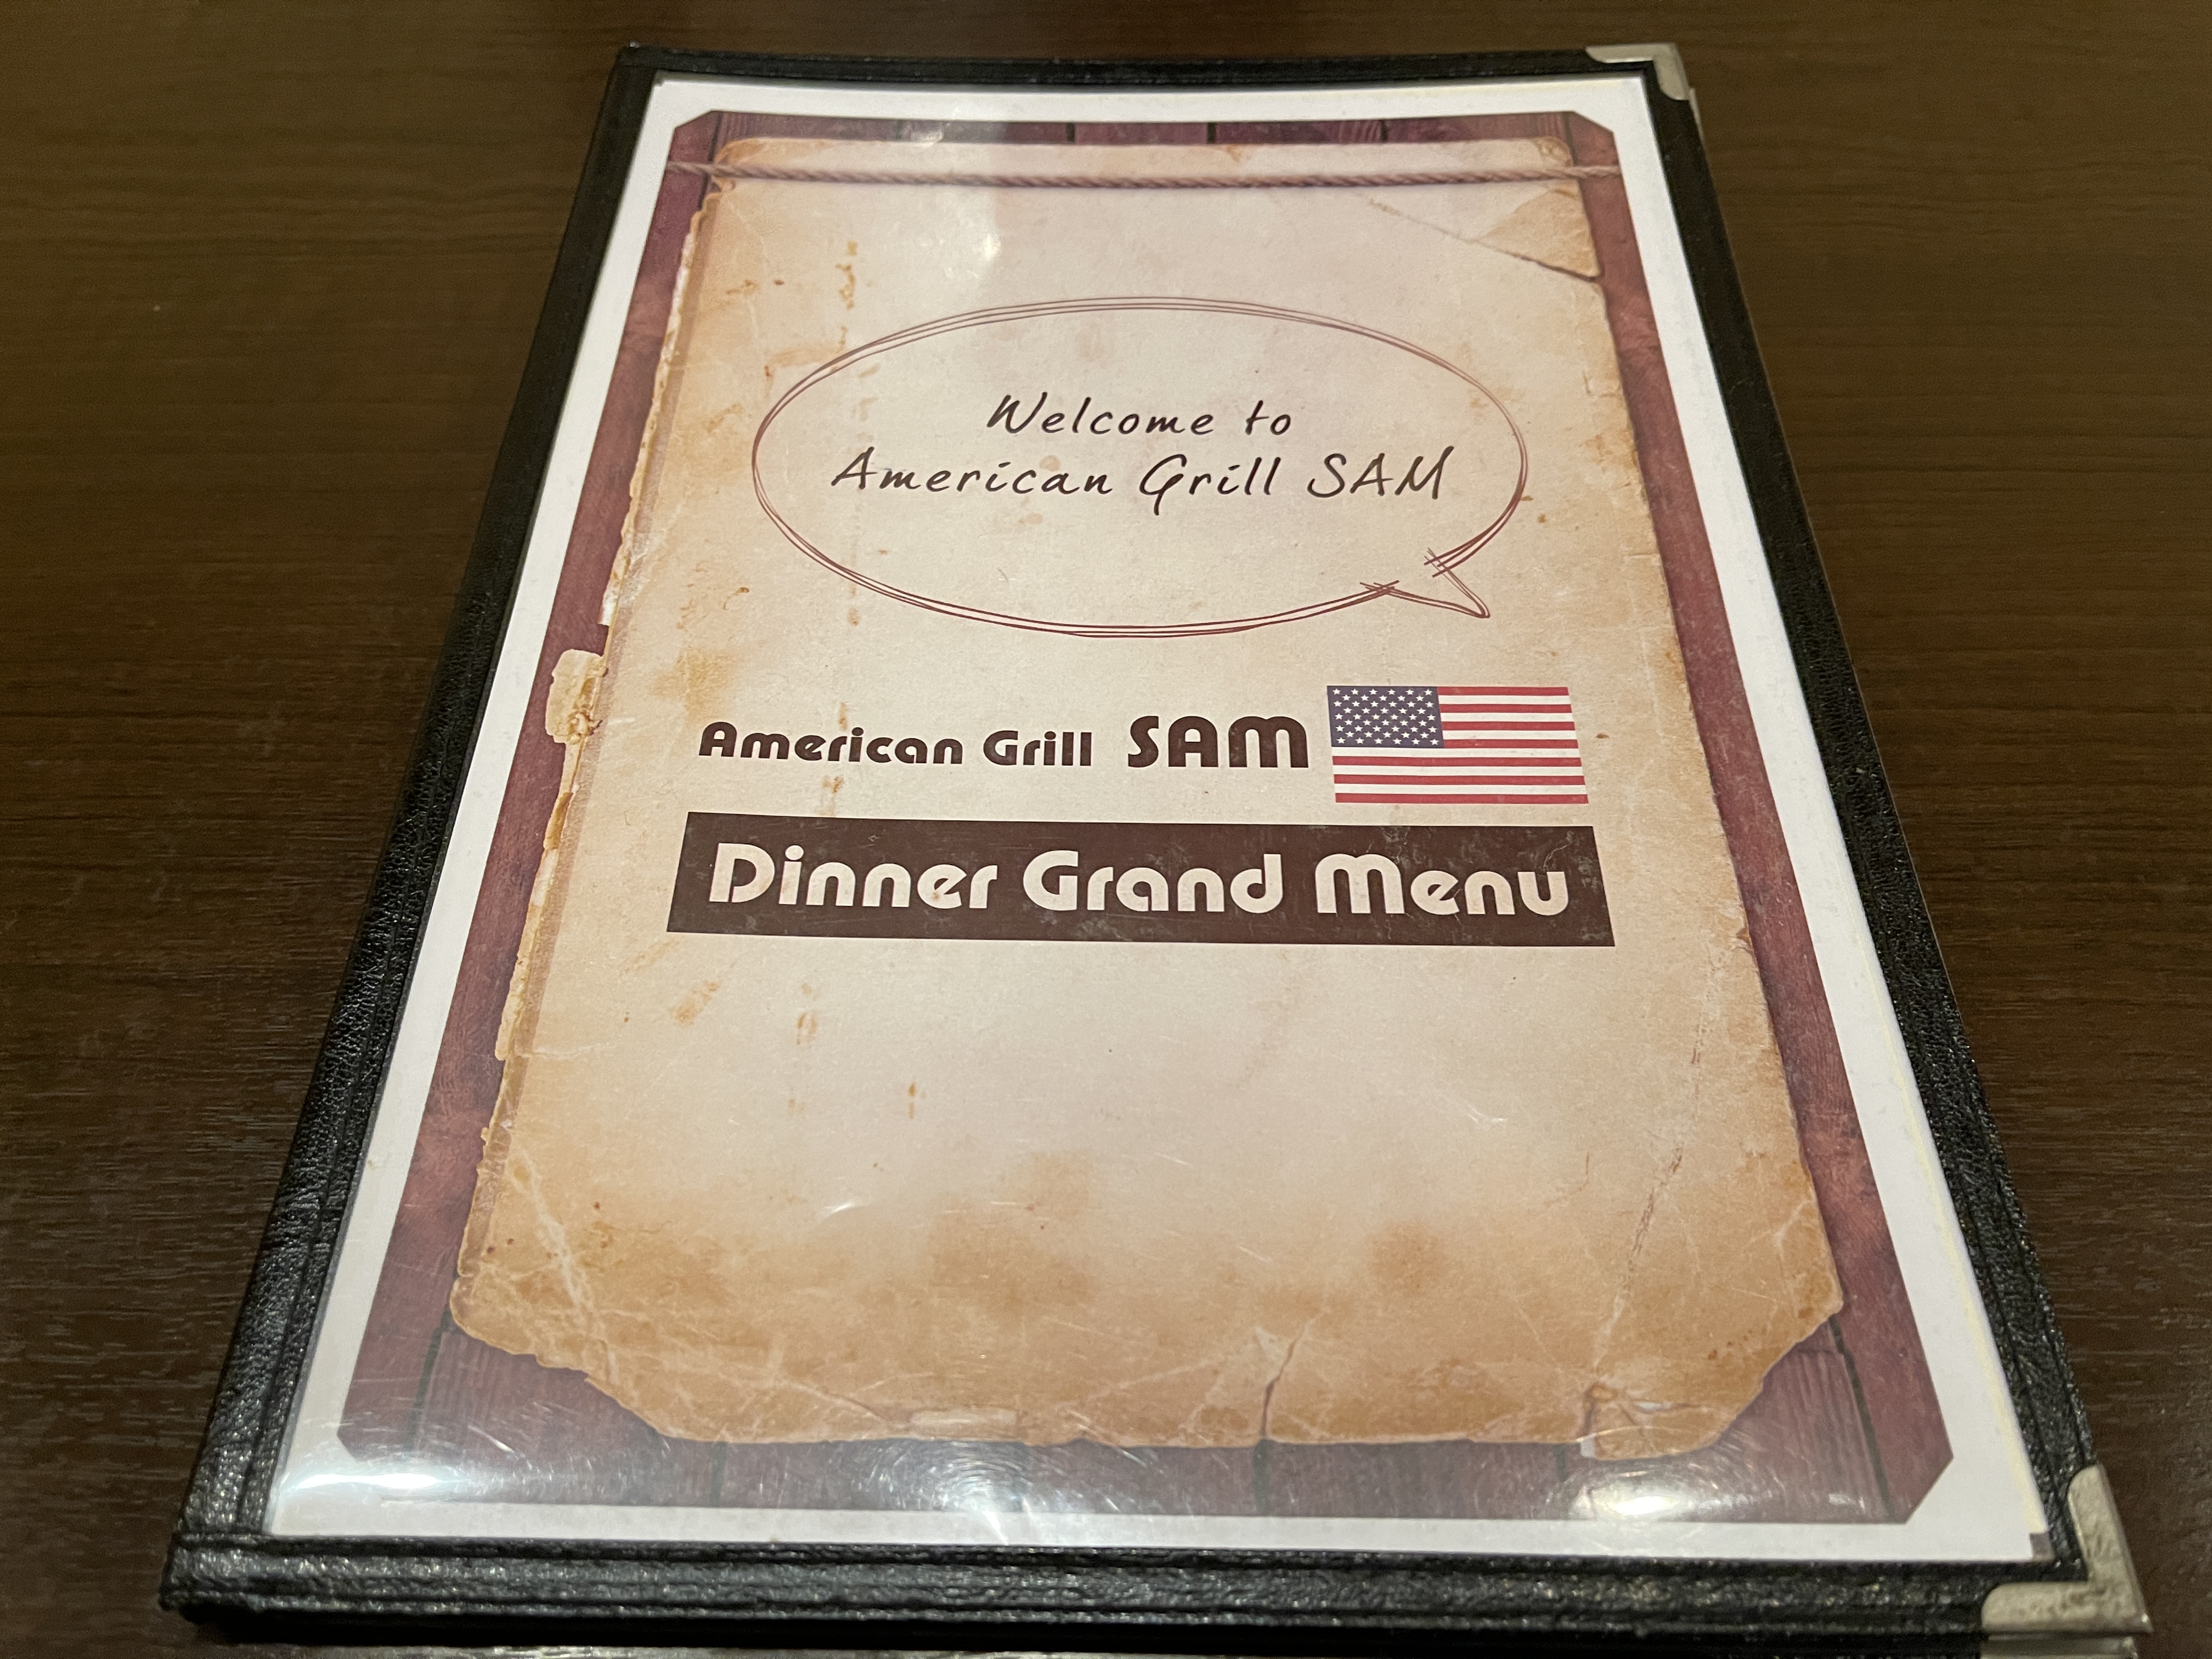 Welcome to
American Grill SAM
American Grill SAM
Dinner Grand Menu